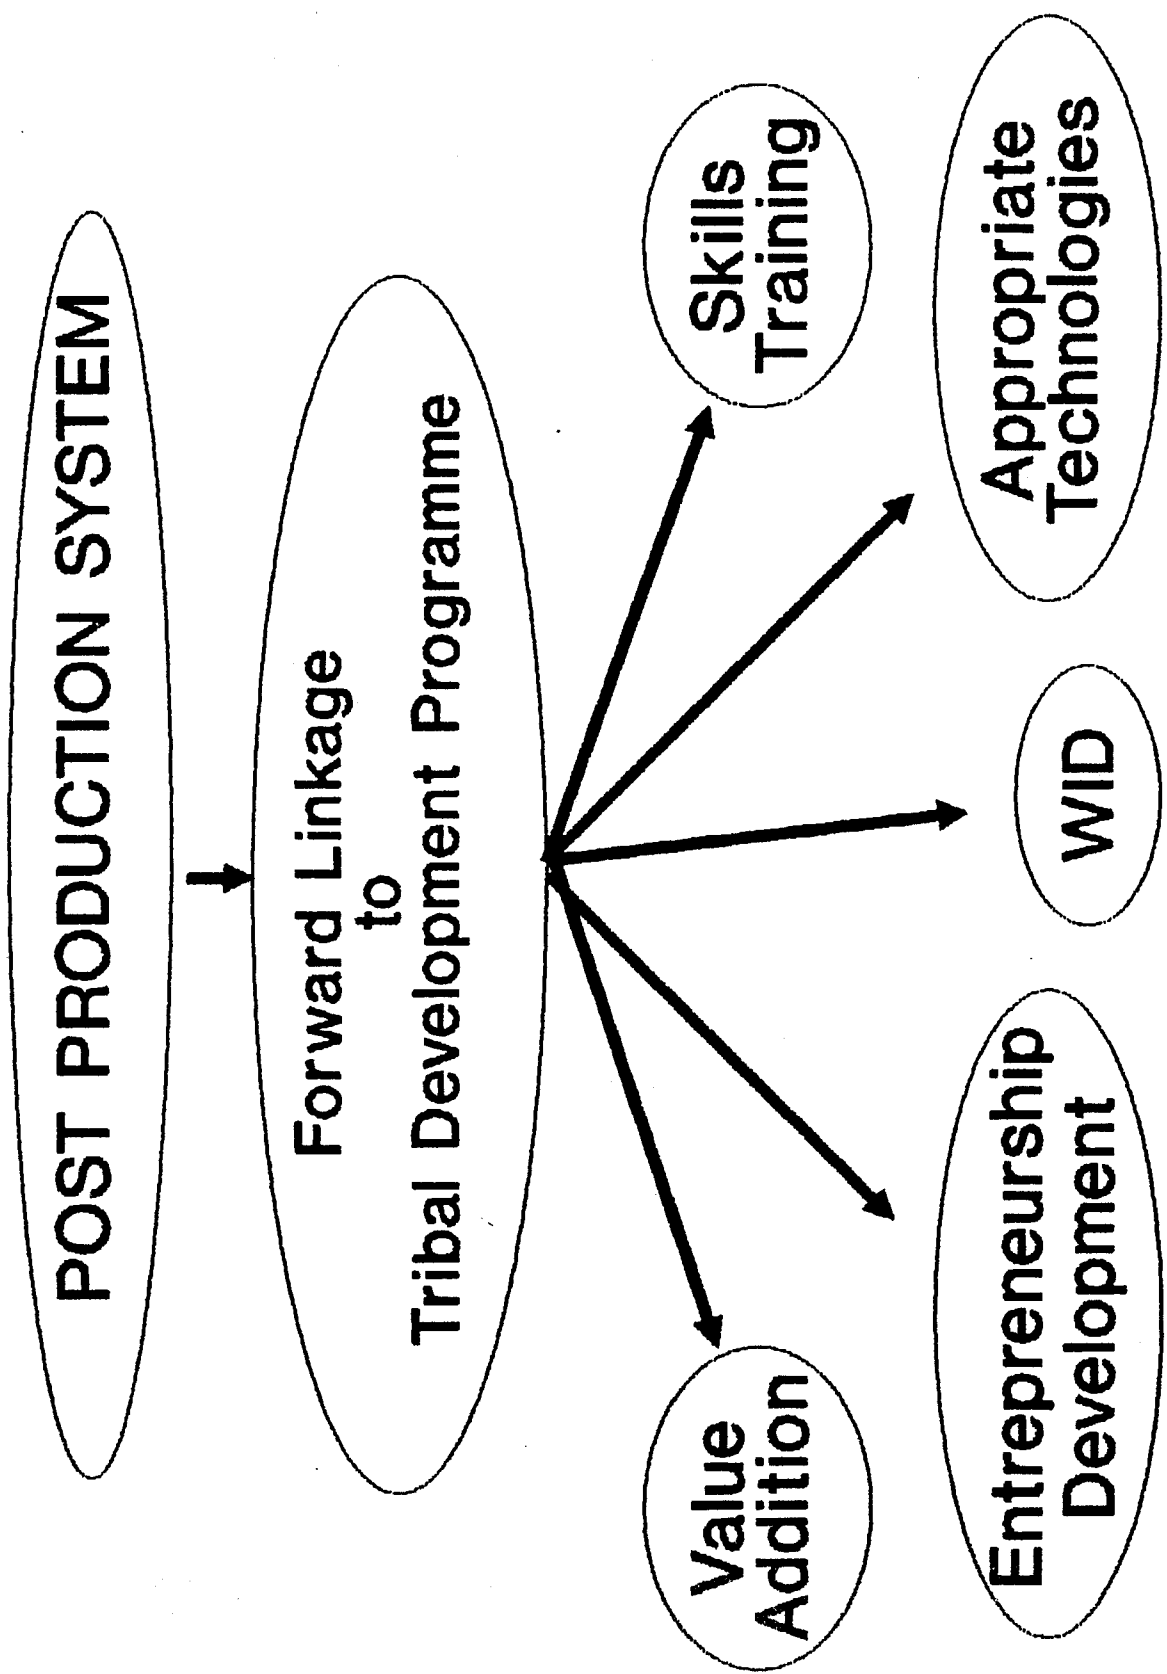 POST PRODUCTION SYSTEM
Forward Linkage
to
Tribal Development Programme
Value
Addition
Entrepreneurship
Development
WID
Appropriate
Technologies
Skills
Training